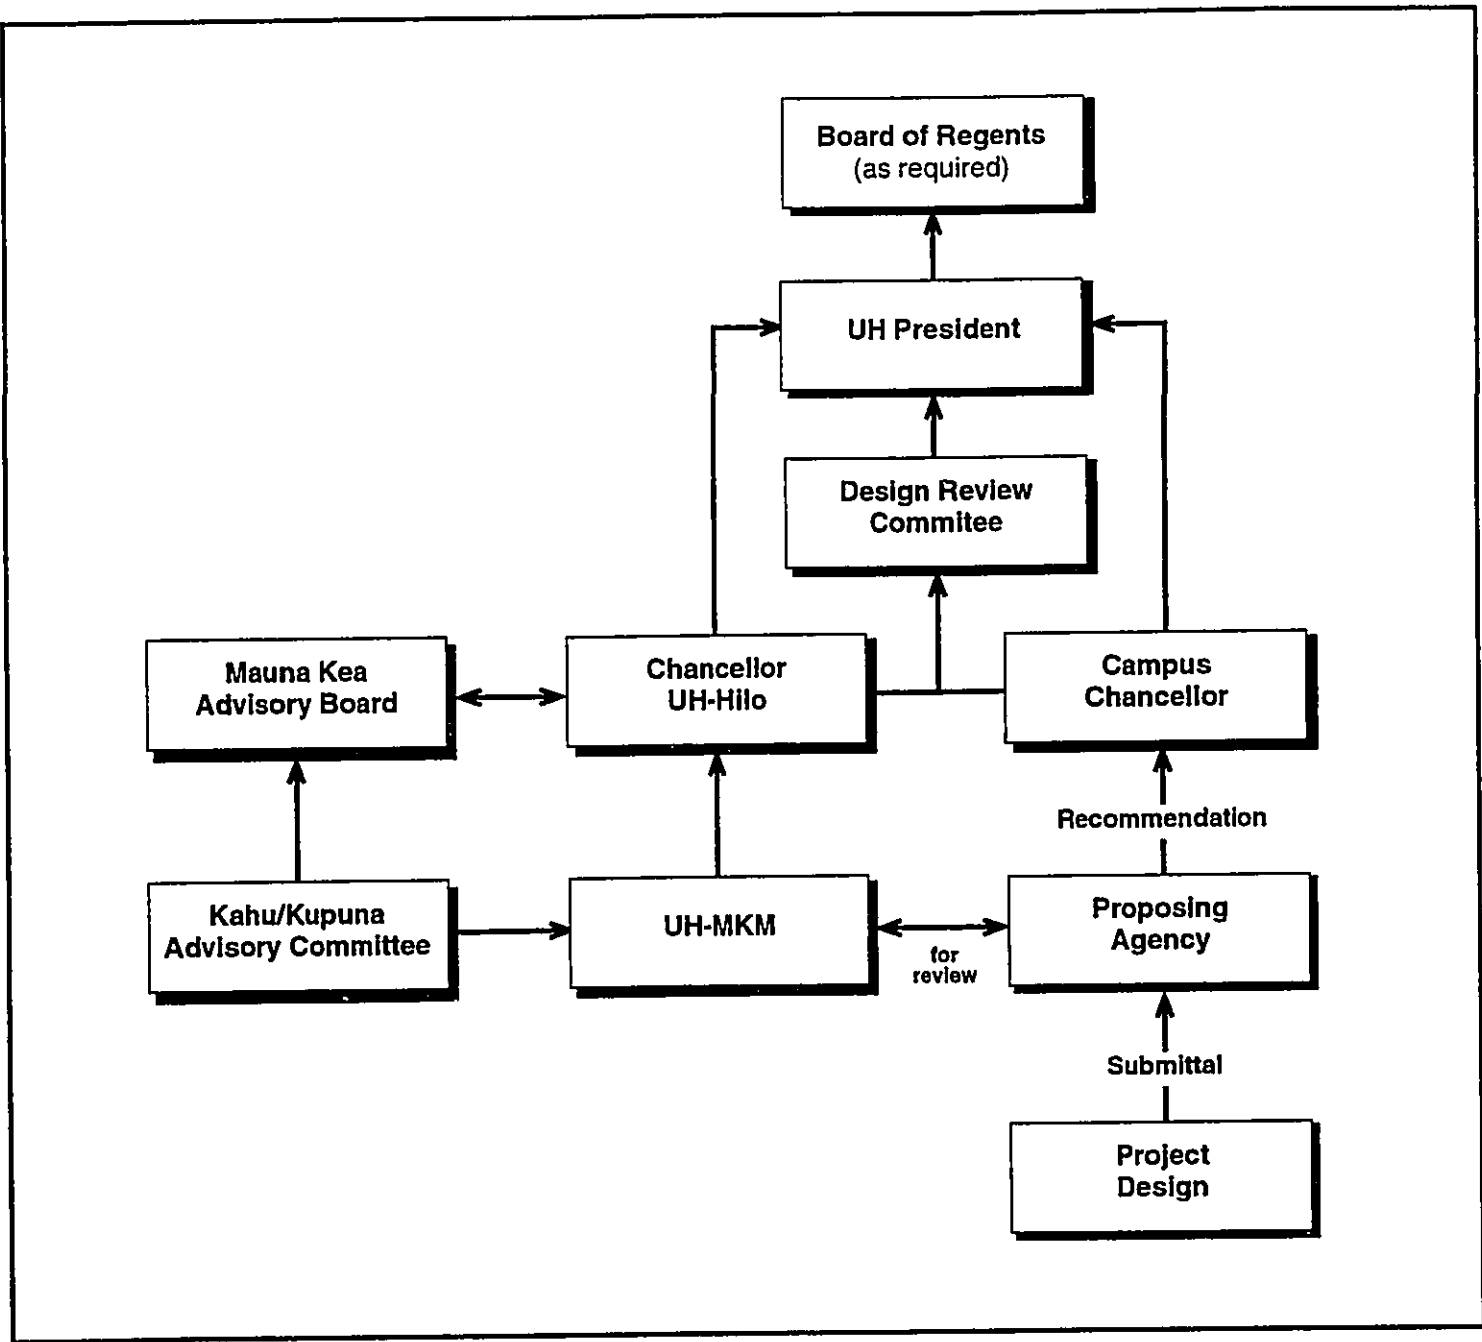 Board of Regents
(as required)
UH President
Design Review
Commitee
Mauna Kea
Advisory Board
Chancellor
UH-Hilo
Campus
Chancellor
Recommendation
Kahu/Kupuna
Advisory Committee
UH-MKM
for
review
Proposing
Agency
Submittal
Project
Design